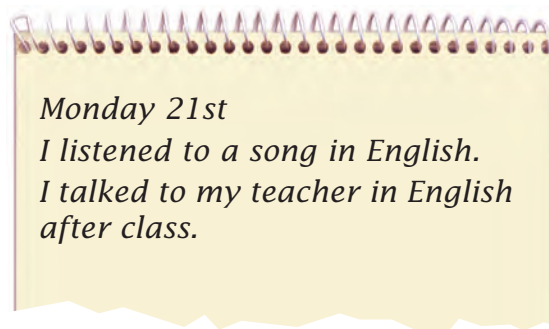 Monday 21st
I listened to a song in English.
I talked to my teacher in English
after class.